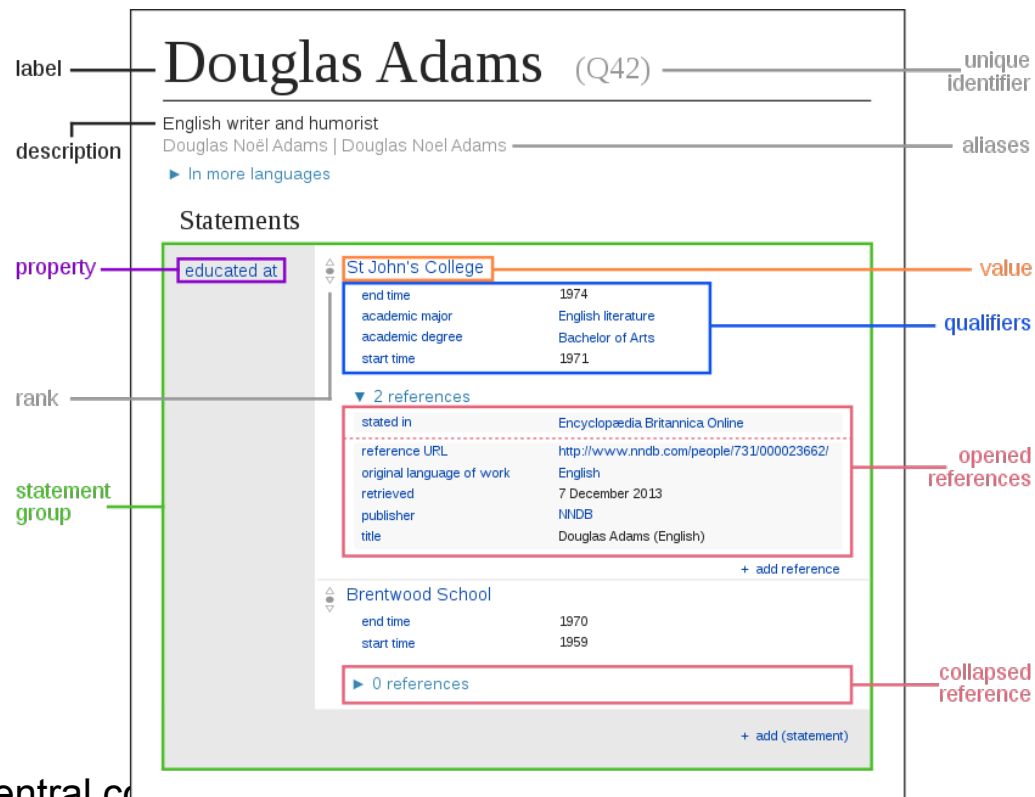 label
Douglas Adams (Q42)
unique
identifier
description
English writer and humorist
Douglas Noël Adams | Douglas Noel Adams
aliases
► In more languages
Statements
property
educated at
St John's College
value
end time 1974
academic major English literature
academic degree Bachelor of Arts
start time 1971
qualifiers
rank
▼ 2 references
stated in Encyclopædia Britannica Online
reference URL http://www.nndb.com/people/731/000023662/
original language of work English
retrieved 7 December 2013
publisher NNDB
title Douglas Adams (English)
opened
references
statement
group
+ add reference
Brentwood School
end time 1970
start time 1959
► 0 references
collapsed
reference
+ add (statement)